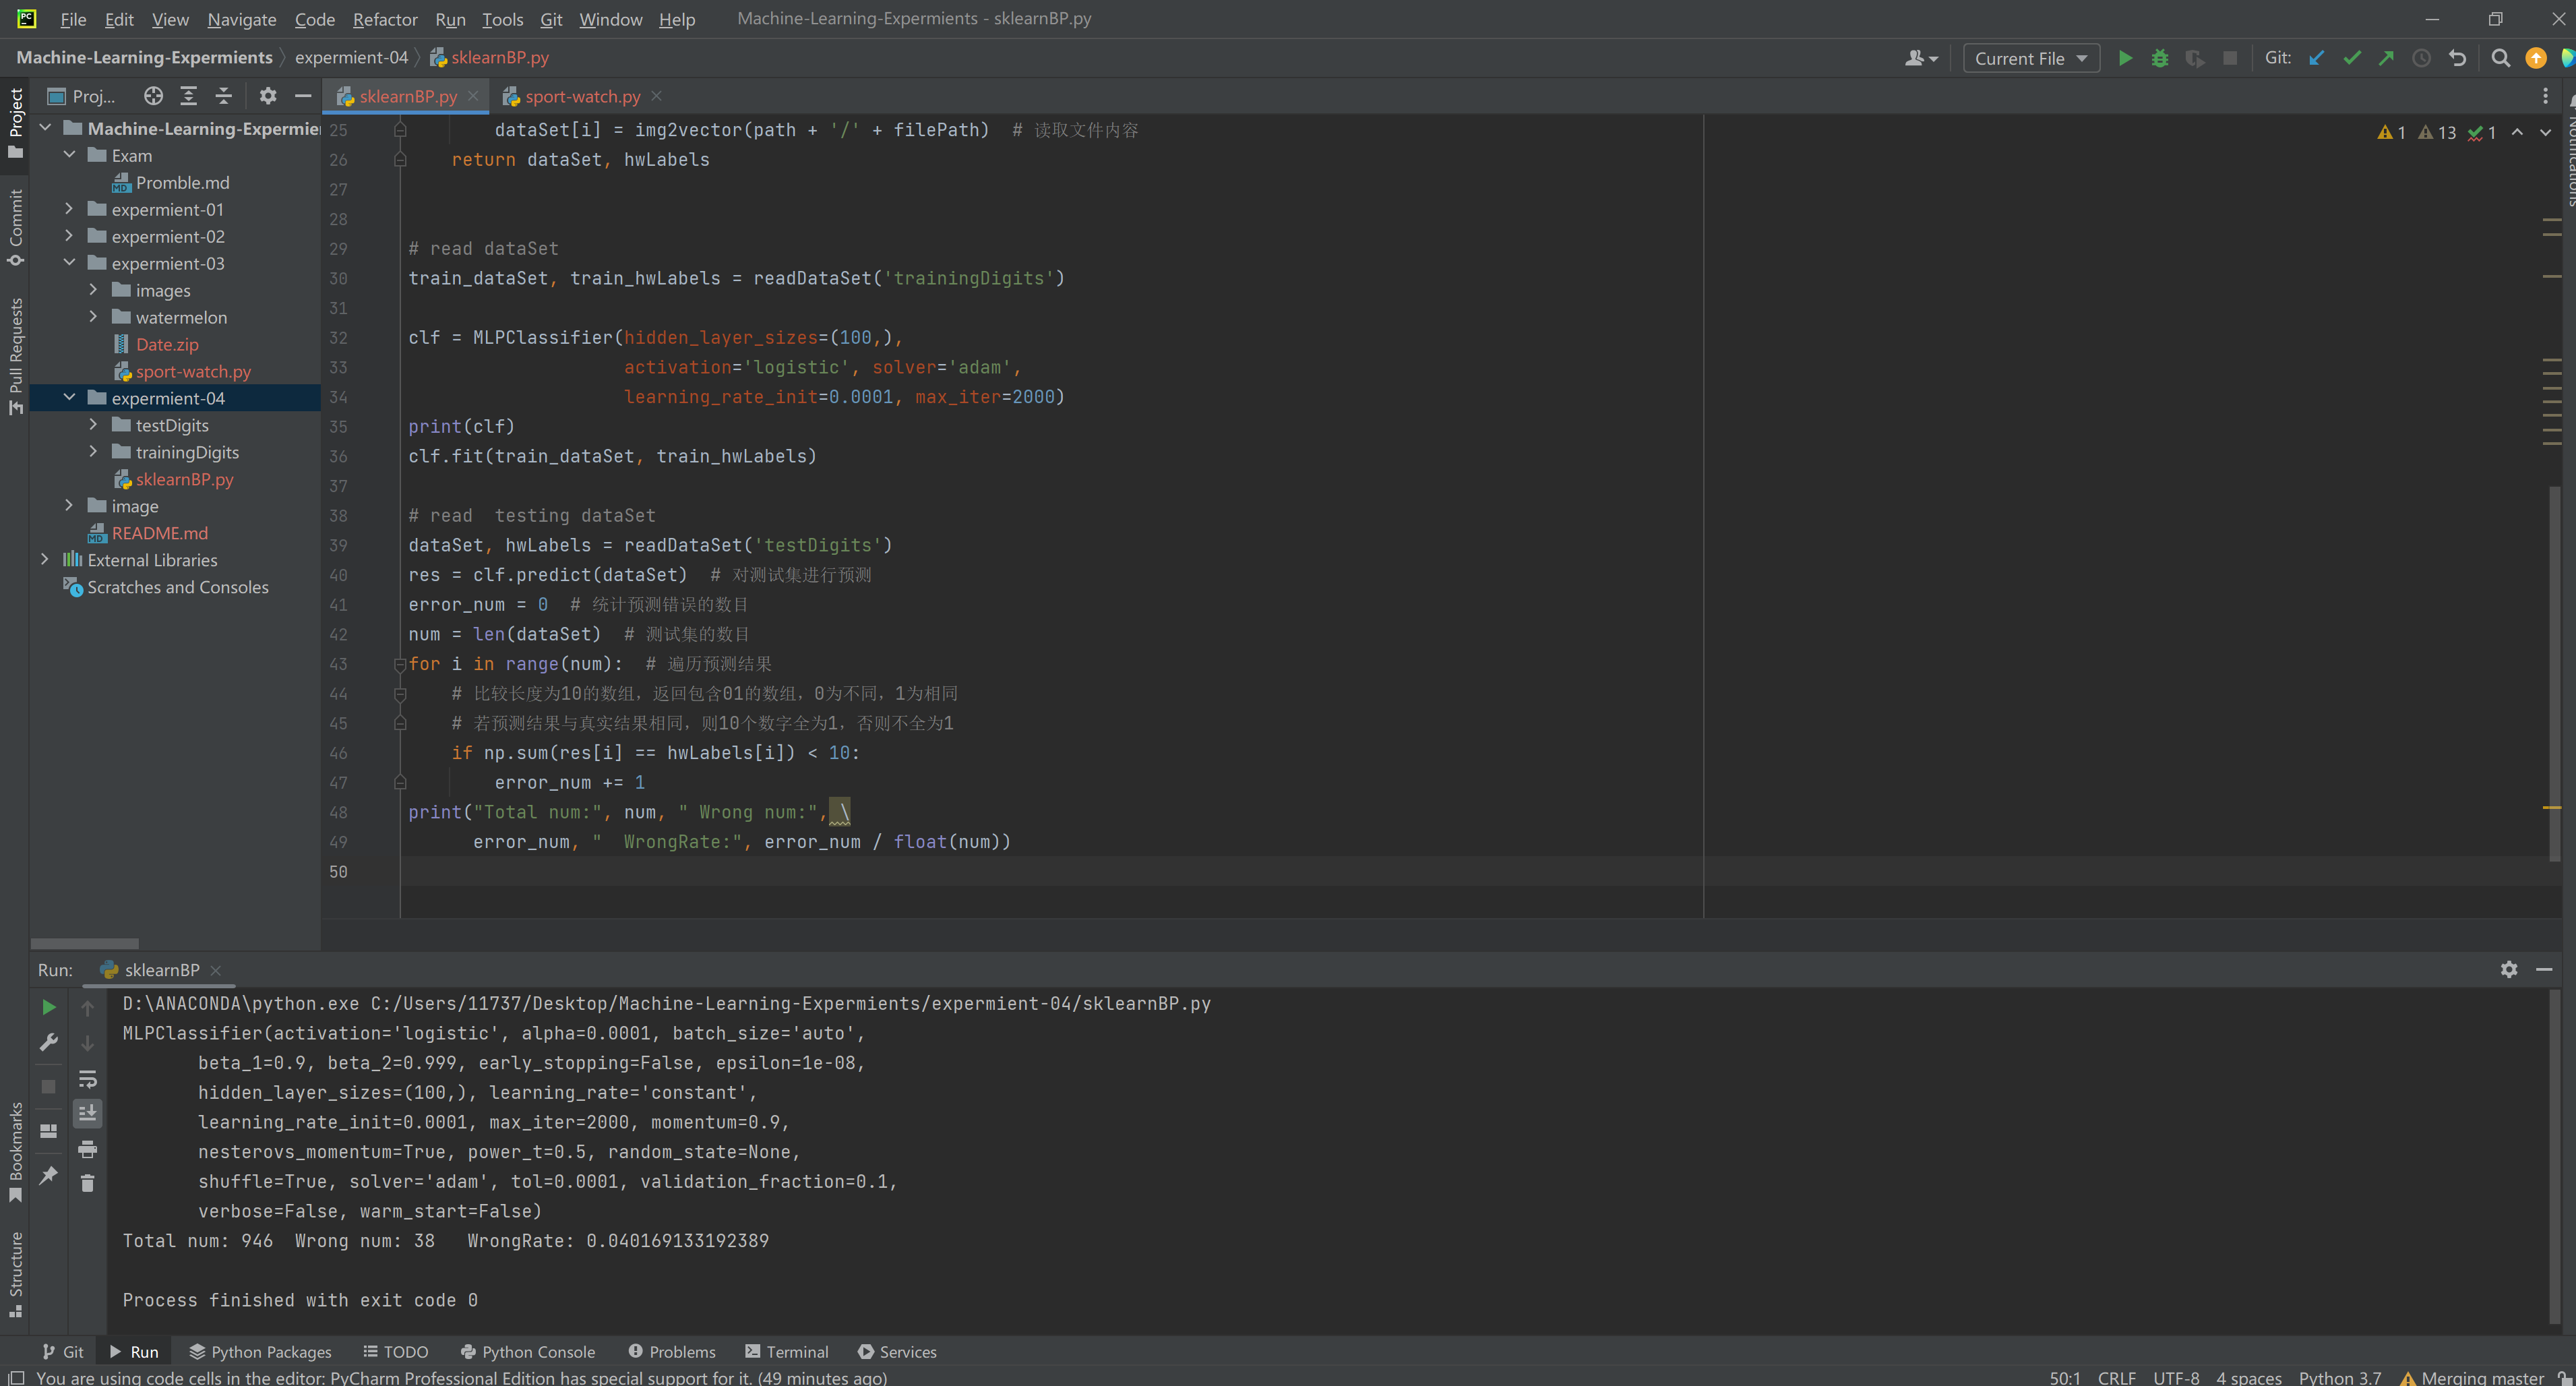 File Edit View Navigate Code Refactor Run Tools Git Window Help Machine-Learning-Expermients - sklearnBP.py
Machine-Learning-Experments experment-04 sklearnBP.py Current File Git:
Proj... sklearnBP.py sport-watch.py
Project
Commit
Pull Requests
Bookmarks
Structure
Notifications
Machine-Learning-Expermie
Exam
Promble.md
expermient-01
expermient-02
expermient-03
images
watermelon
Date.zip
sport-watch.py
expermient-04
testDigits
trainingDigits
sklearnBP.py
image
README.md
External Libraries
Scratches and Consoles
1 13 1
25 dataSet[i] = img2vector(path + '/' + filePath) # 读取文件内容
26 return dataSet, hwLabels
27
28
29 # read dataSet
30 train_dataSet, train_hwLabels = readDataSet('trainingDigits')
31
32 clf = MLPClassifier(hidden_layer_sizes=(100,),
33 activation='logistic', solver='adam',
34 learning_rate_init=0.0001, max_iter=2000)
35 print(clf)
36 clf.fit(train_dataSet, train_hwLabels)
37
38 # read  testing dataSet
39 dataSet, hwLabels = readDataSet('testDigits')
40 res = clf.predict(dataSet) # 对测试集进行预测
41 error_num = 0 # 统计预测错误的数目
42 num = len(dataSet) # 测试集的数目
43 for i in range(num): # 遍历预测结果
44 # 比较长度为10的数组，返回包含01的数组，0为不同，1为相同
45 # 若预测结果与真实结果相同，则10个数字全为1，否则不全为1
46 if np.sum(res[i] == hwLabels[i]) < 10:
47 error_num += 1
48 print("Total num:", num, " Wrong num:", \
49 error_num, "  WrongRate:", error_num / float(num))
50
Run: sklearnBP
D:\ANACONDA\python.exe C:/Users/11737/Desktop/Machine-Learning-Experments/experment-04/sklearnBP.py
MLPClassifier(activation='logistic', alpha=0.0001, batch_size='auto',
beta_1=0.9, beta_2=0.999, early_stopping=False, epsilon=1e-08,
hidden_layer_sizes=(100,), learning_rate='constant',
learning_rate_init=0.0001, max_iter=2000, momentum=0.9,
nesterovs_momentum=True, power_t=0.5, random_state=None,
shuffle=True, solver='adam', tol=0.0001, validation_fraction=0.1,
verbose=False, warm_start=False)
Total num: 946  Wrong num: 38   WrongRate: 0.040169133192389
Process finished with exit code 0
Git Run Python Packages TODO Python Console Problems Terminal Services
You are using code cells in the editor: PyCharm Professional Edition has special support for it. (49 minutes ago) 50:1 CRLF UTF-8 4 spaces Python 3.7 Merging master